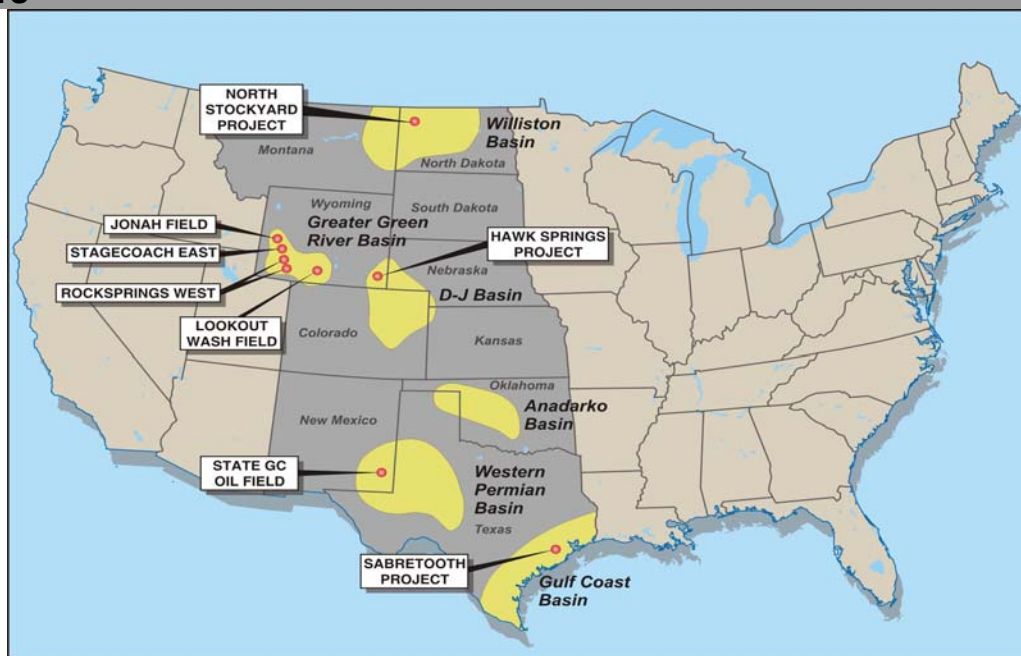 NORTH
STOCKYARD
PROJECT
Williston
Basin
Montana
North Dakota
Wyoming
South Dakota
Greater Green
River Basin
JONAH FIELD
STAGECOACH EAST
ROCKSPRINGS WEST
LOOKOUT
WASH FIELD
HAWK SPRINGS
PROJECT
Nebraska
D-J Basin
Colorado
Kansas
Oklahoma
Anadarko
Basin
New Mexico
STATE GC
OIL FIELD
Western
Permian
Basin
Texas
SABRETOOTH
PROJECT
Gulf Coast
Basin